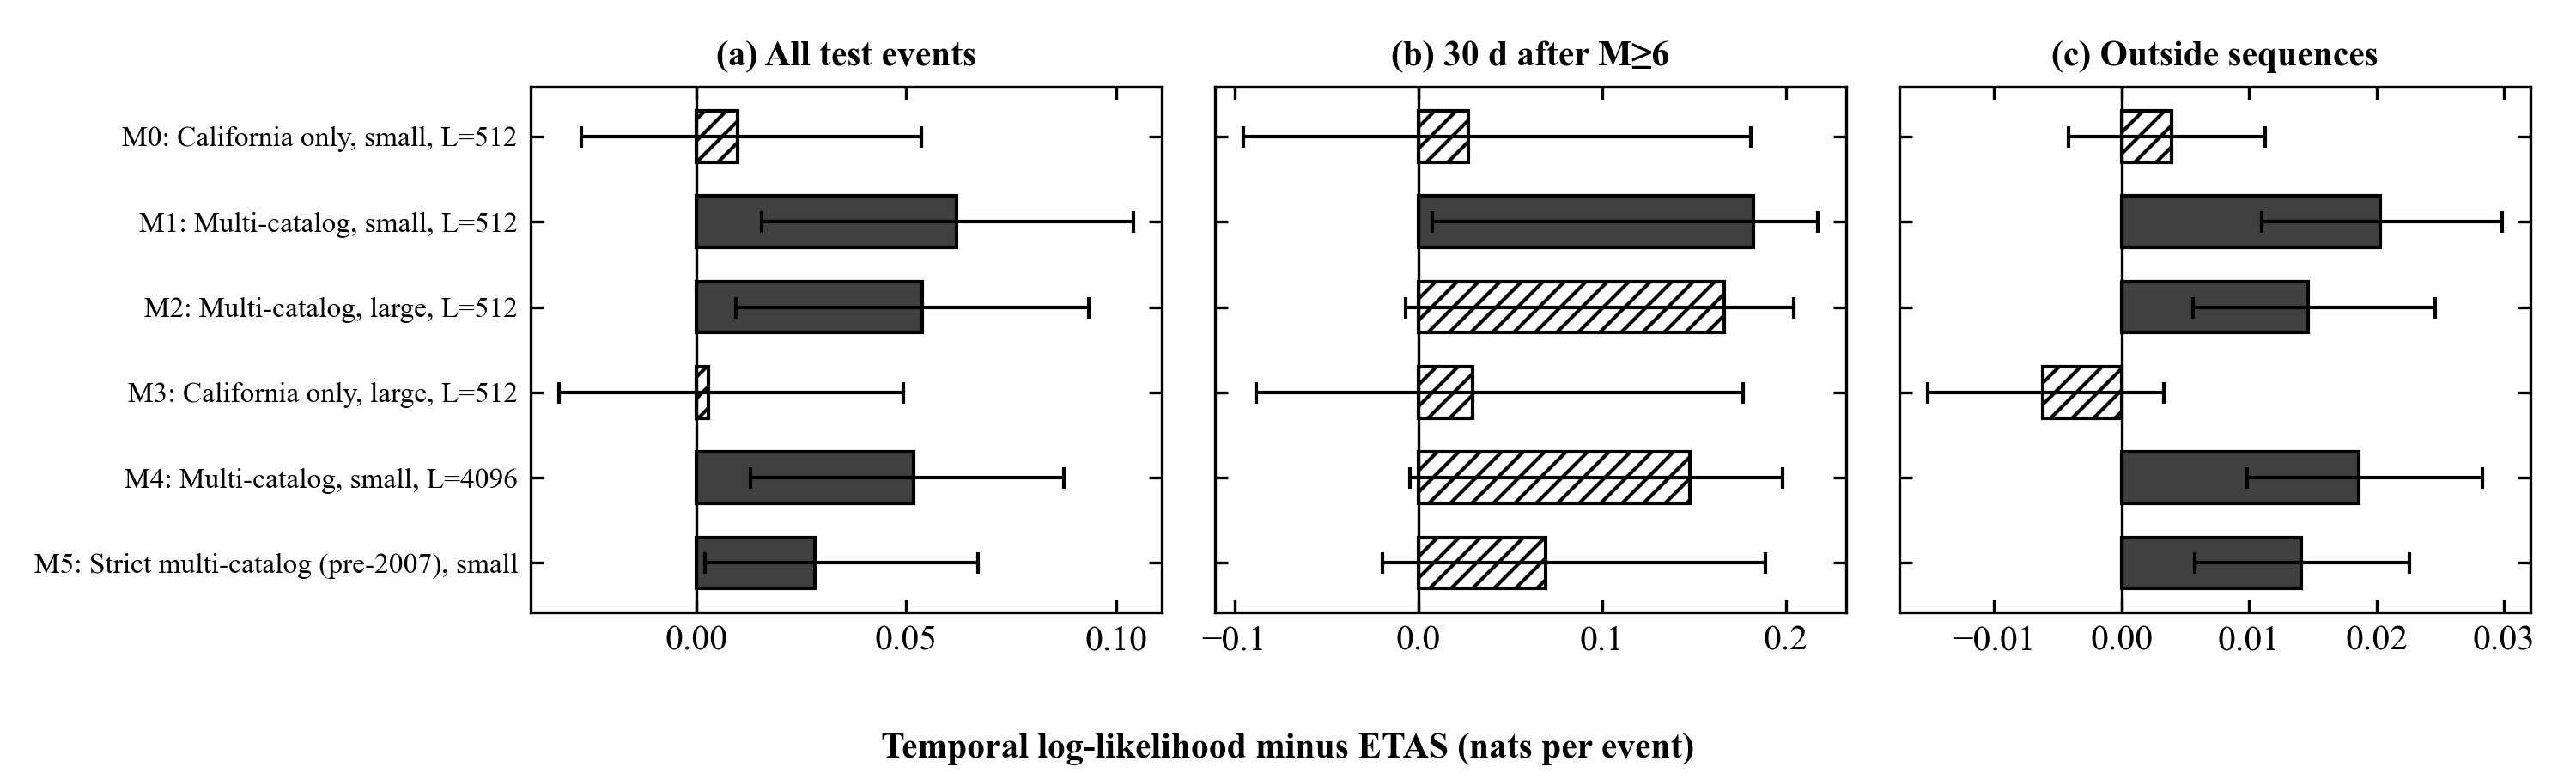 (a) All test events
(b) 30 d after M≥6
(c) Outside sequences
M0: California only, small, L=512
M1: Multi-catalog, small, L=512
M2: Multi-catalog, large, L=512
M3: California only, large, L=512
M4: Multi-catalog, small, L=4096
M5: Strict multi-catalog (pre-2007), small
0.00 0.05 0.10
−0.1 0.0 0.1 0.2
−0.01 0.00 0.01 0.02 0.03
Temporal log-likelihood minus ETAS (nats per event)